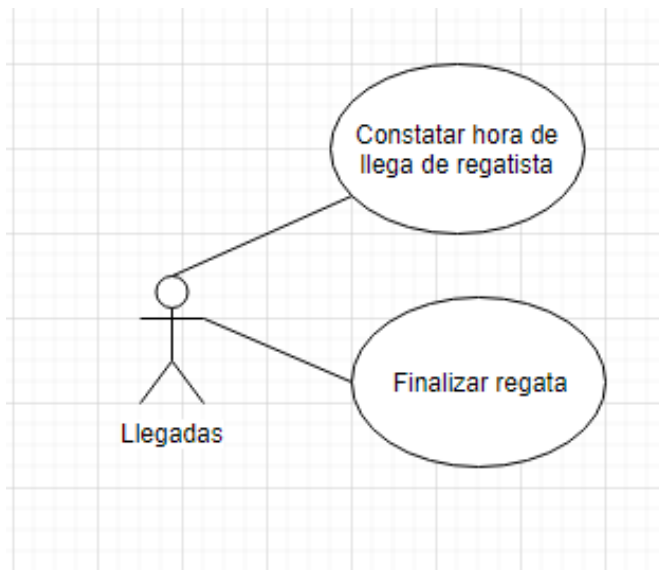 Constatar hora de
llega de regatista
Finalizar regata
Llegadas